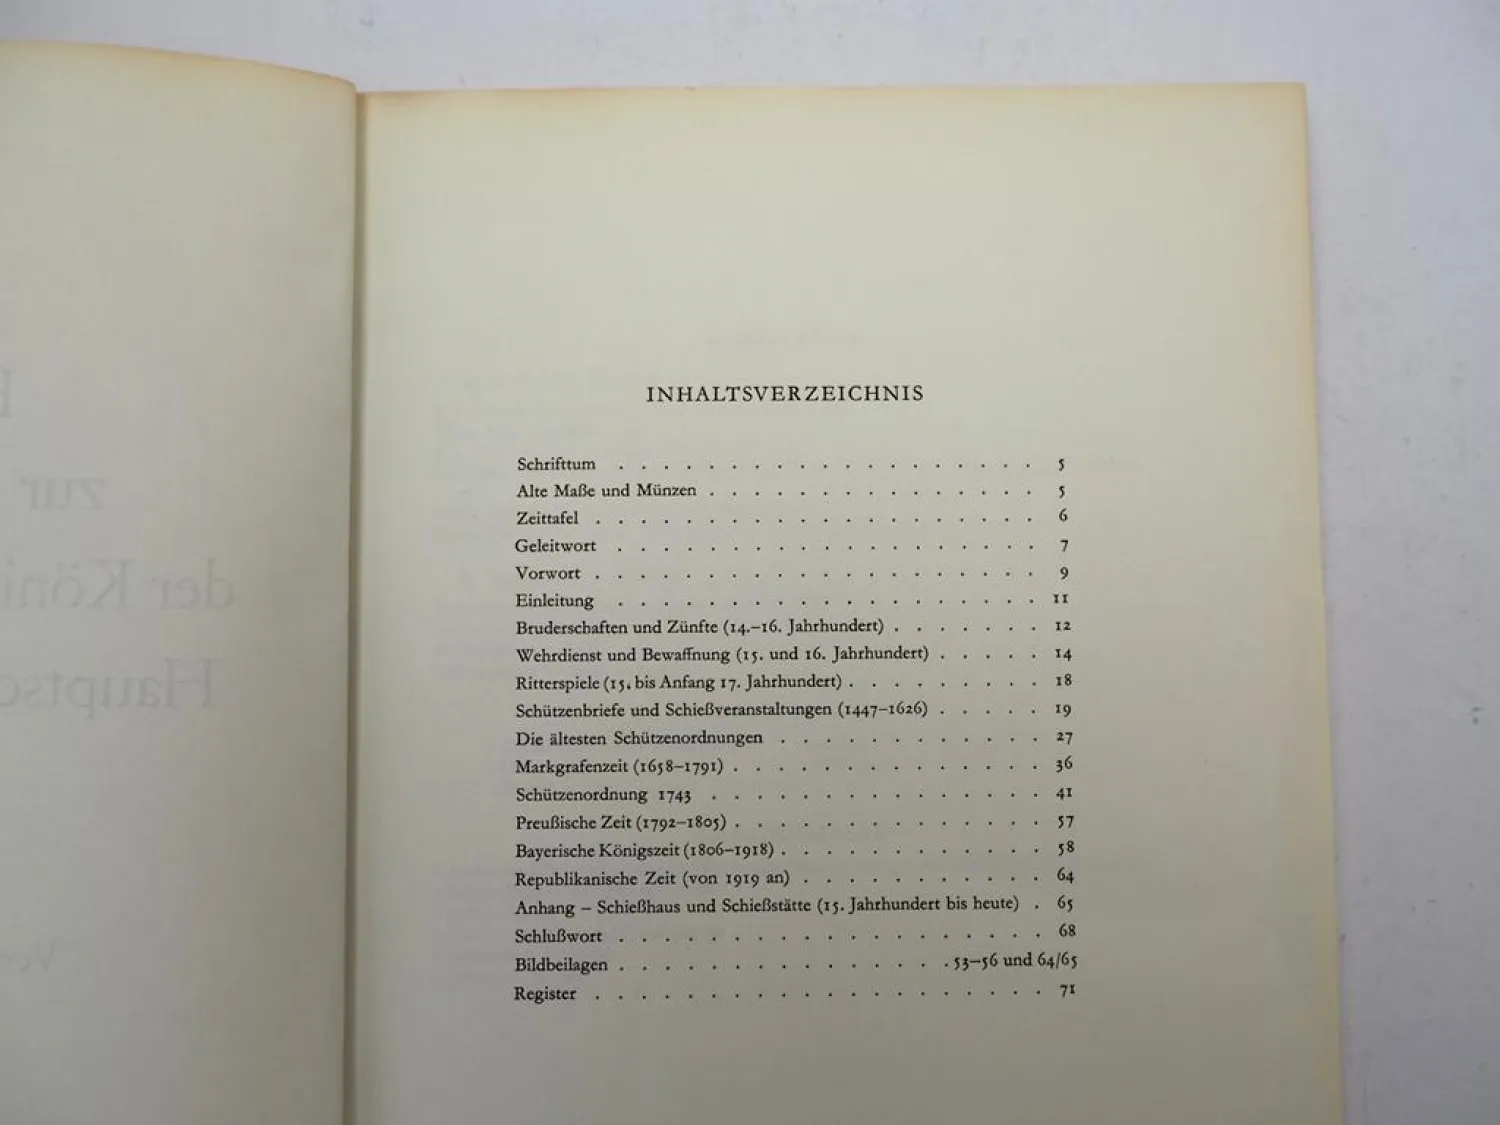 INHALTSVERZEICHNIS
Schrifttum . . . . . . . . . . . . . . . . . . . 5
Alte Maße und Münzen . . . . . . . . . . . . . . . 5
Zeittafel . . . . . . . . . . . . . . . . . . . . 6
Geleitwort . . . . . . . . . . . . . . . . . . . 7
Vorwort . . . . . . . . . . . . . . . . . . . . 9
Einleitung . . . . . . . . . . . . . . . . . . . 11
Bruderschaften und Zünfte (14.–16. Jahrhundert) . . . . . . . 12
Wehrdienst und Bewaffnung (15. und 16. Jahrhundert) . . . . . 14
Ritterspiele (15. bis Anfang 17. Jahrhundert) . . . . . . . . . 18
Schützenbriefe und Schießveranstaltungen (1447–1626) . . . . . 19
Die ältesten Schützenordnungen . . . . . . . . . . . . 27
Markgrafenzeit (1658–1791) . . . . . . . . . . . . . . 36
Schützenordnung 1743 . . . . . . . . . . . . . . . 41
Preußische Zeit (1792–1805) . . . . . . . . . . . . . . 57
Bayerische Königszeit (1806–1918) . . . . . . . . . . . . 58
Republikanische Zeit (von 1919 an) . . . . . . . . . . . 64
Anhang – Schießhaus und Schießstätte (15. Jahrhundert bis heute) . 65
Schlußwort . . . . . . . . . . . . . . . . . . . 68
Bildbeilagen . . . . . . . . . . . . . . . 53–56 und 64/65
Register . . . . . . . . . . . . . . . . . . . . 71